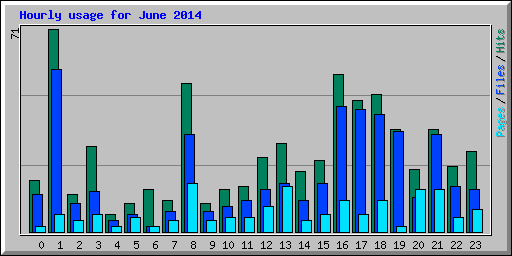 Hourly usage for June 2014
71
Pages/Files/Hits
0 1 2 3 4 5 6 7 8 9 10 11 12 13 14 15 16 17 18 19 20 21 22 23